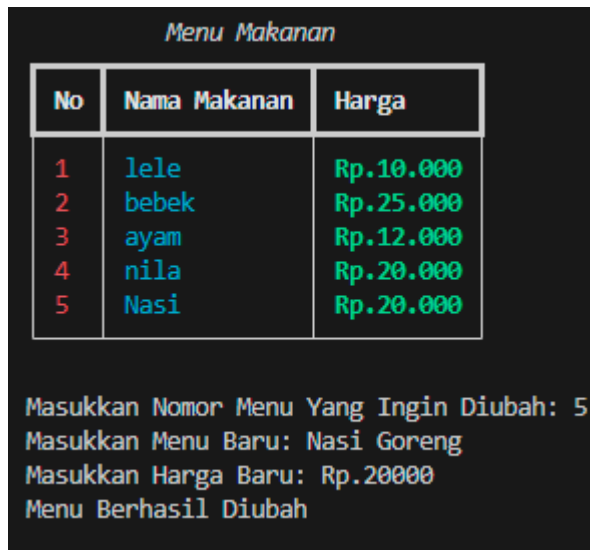 Menu Makanan
No Nama Makanan Harga
1 lele Rp.10.000
2 bebek Rp.25.000
3 ayam Rp.12.000
4 nila Rp.20.000
5 Nasi Rp.20.000
Masukkan Nomor Menu Yang Ingin Diubah: 5
Masukkan Menu Baru: Nasi Goreng
Masukkan Harga Baru: Rp.20000
Menu Berhasil Diubah